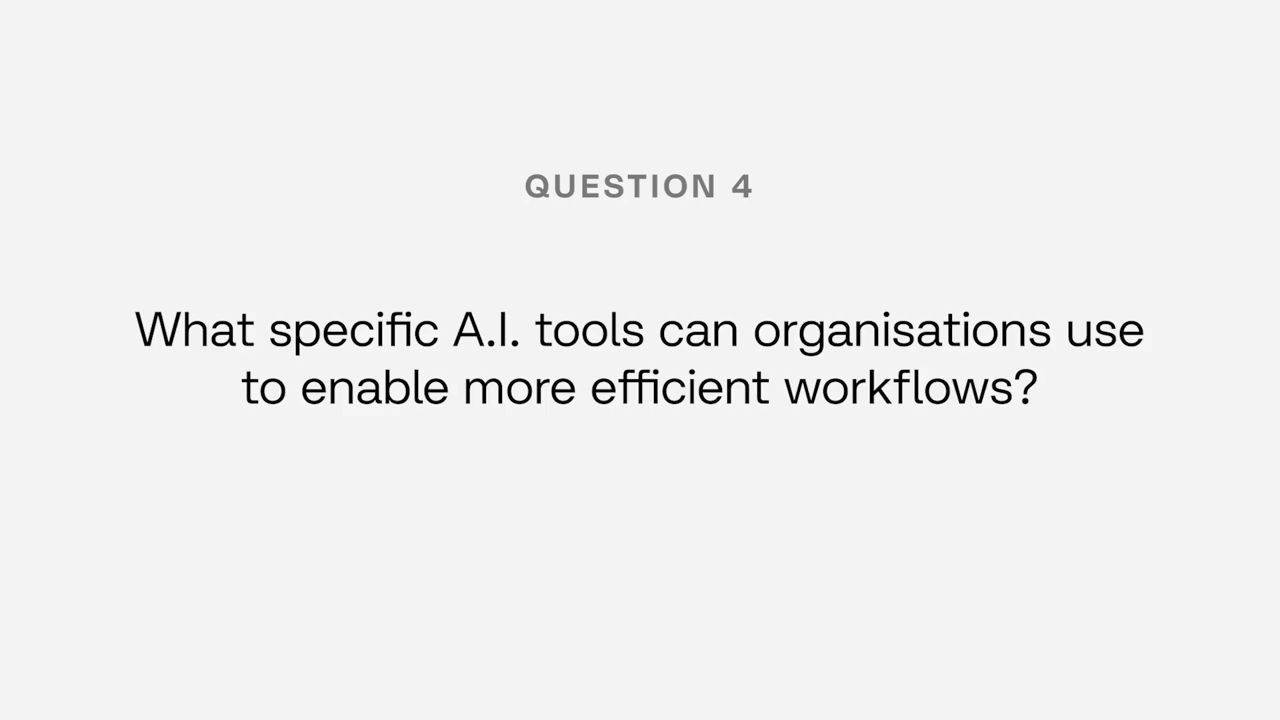 QUESTION 4
What specific A.I. tools can organisations use
to enable more efficient workflows?